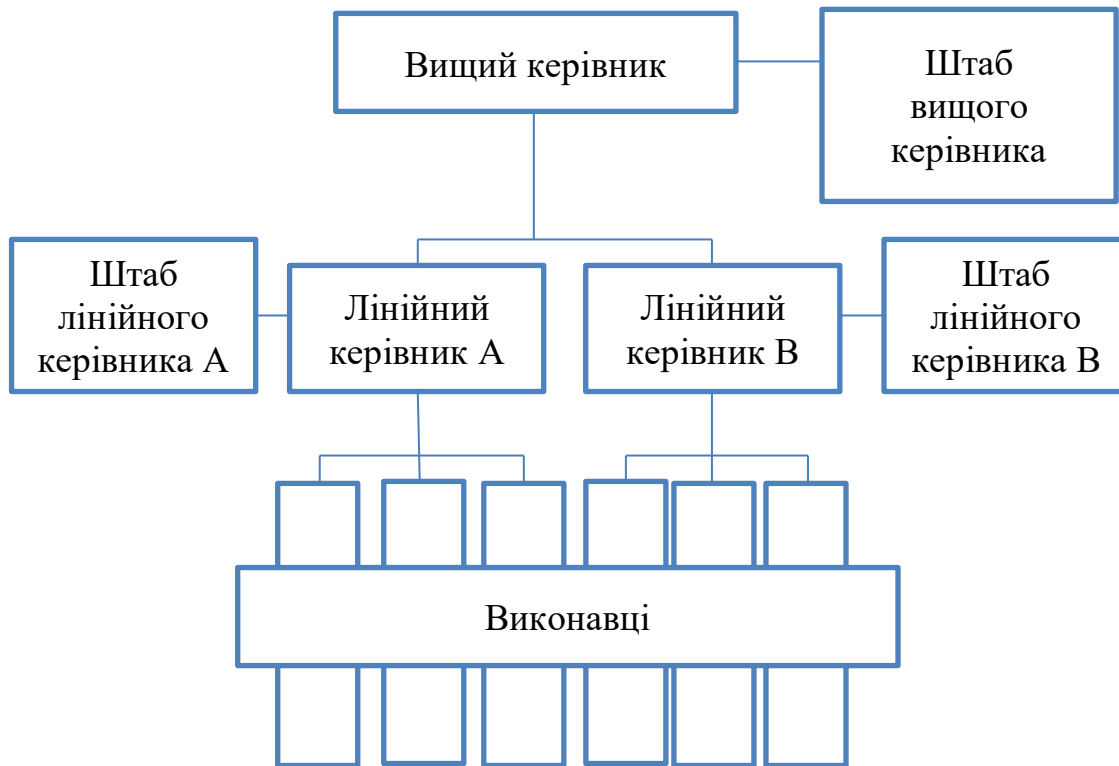 Вищий керівник
Штаб
вищого
керівника
Штаб
лінійного
керівника А
Лінійний
керівник А
Лінійний
керівник В
Штаб
лінійного
керівника В
Виконавці